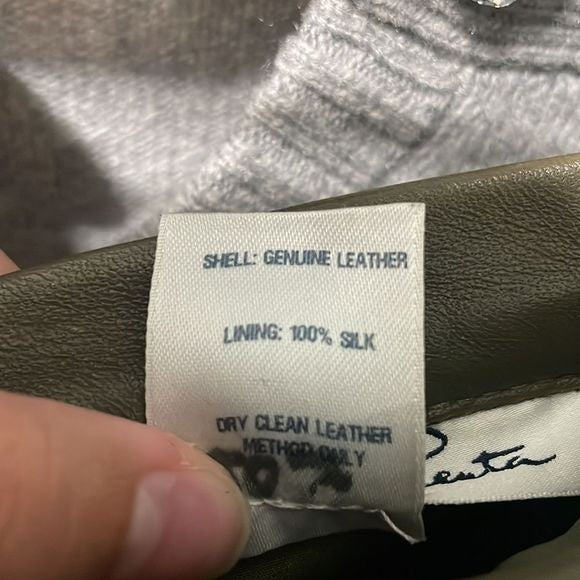 SHELL: GENUINE LEATHER
LINING: 100% SILK
DRY CLEAN LEATHER
METHOD ONLY